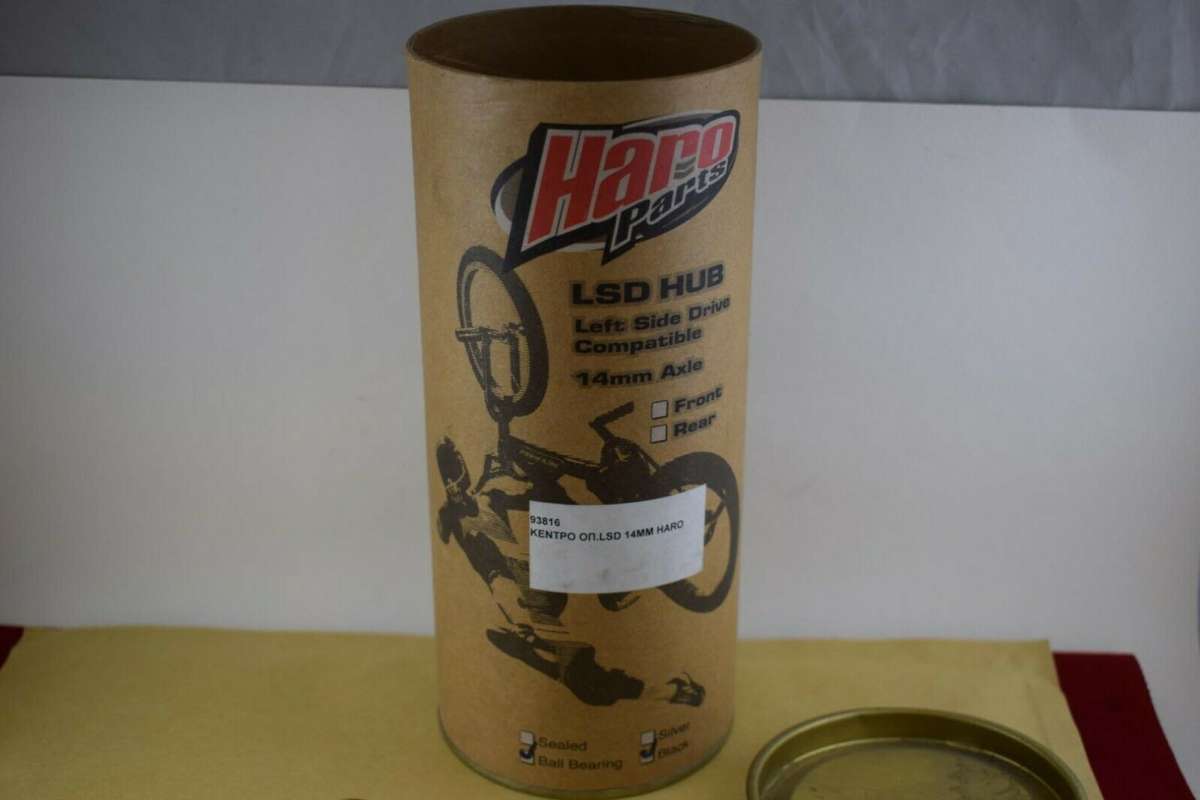 Haro
Parts
LSD HUB
Left Side Drive
Compatible
14mm Axle
Front
Rear
93816
ΚΕΝΤΡΟ ΟΠ.LSD 14MM HARO
Sealed
Ball Bearing
Silver
Black